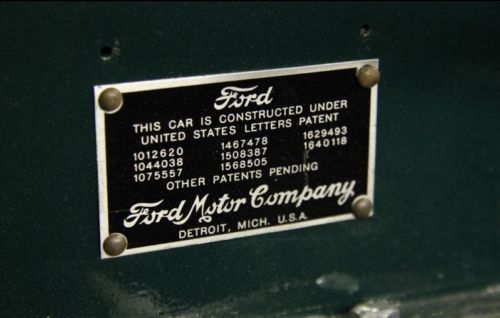 Ford
THIS CAR IS CONSTRUCTED UNDER
UNITED STATES LETTERS PATENT
1012620 1467478 1629493
1044038 1508387 1640118
1075557 1568505
OTHER PATENTS PENDING
Ford Motor Company
DETROIT, MICH. U.S.A.